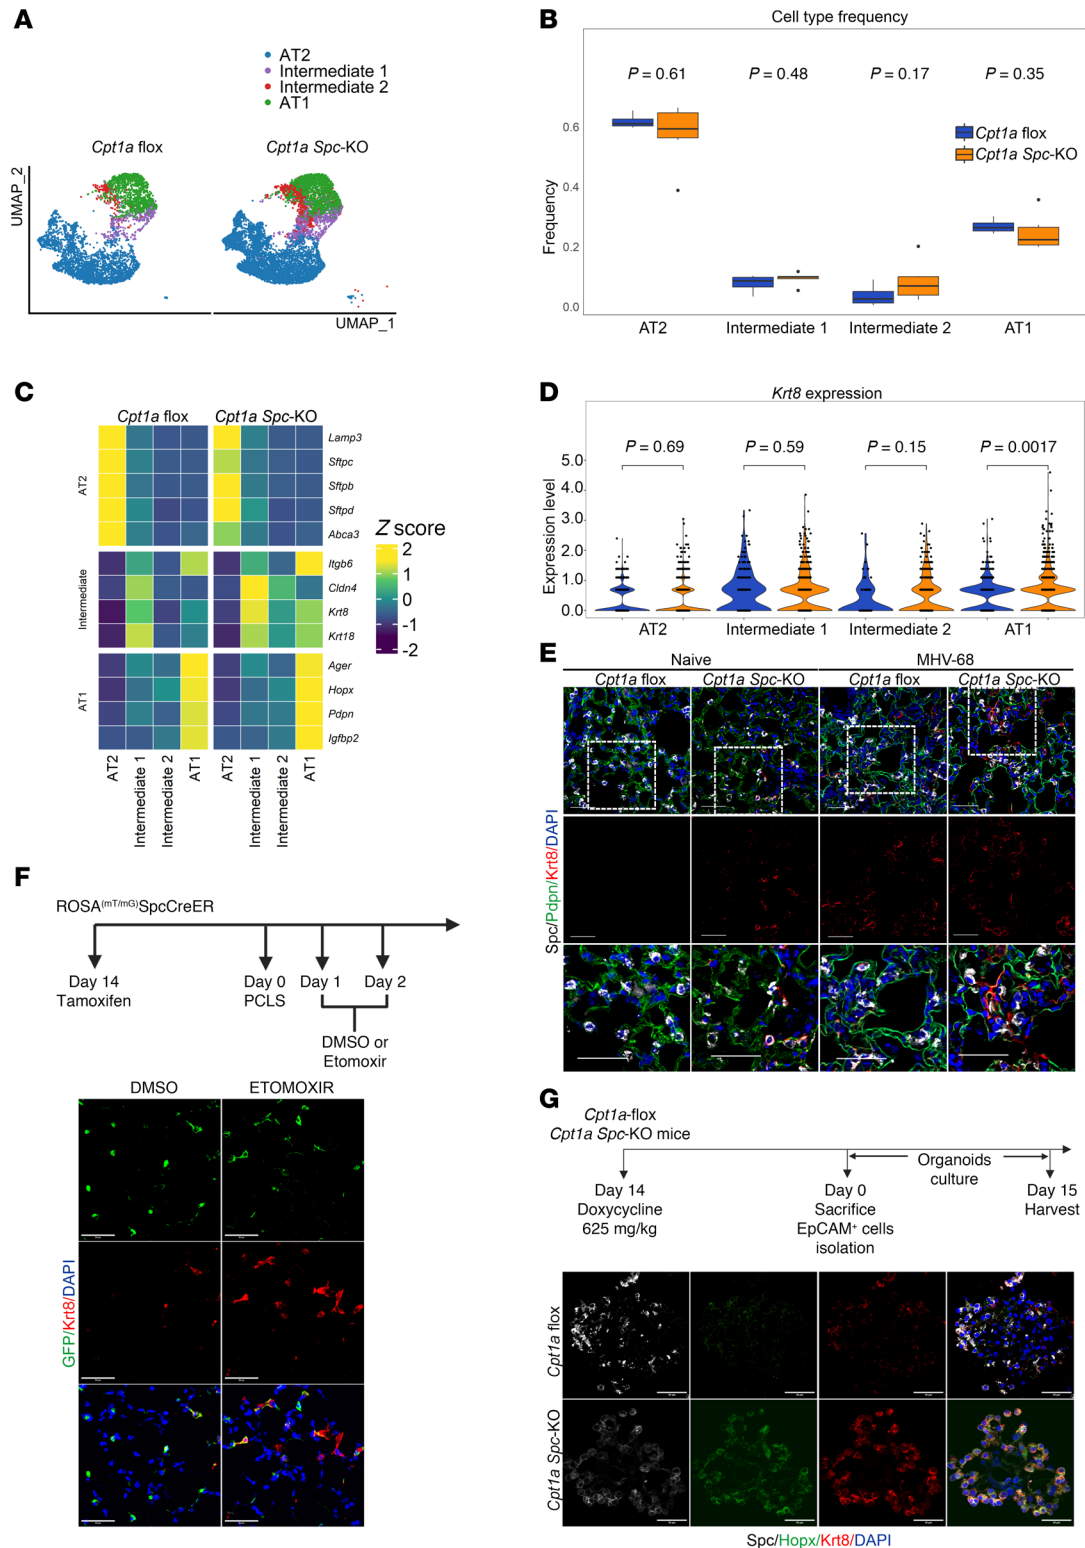 A
AT2
Intermediate 1
Intermediate 2
AT1
Cpt1a flox
Cpt1a Spc-KO
UMAP_2
UMAP_1
B
Cell type frequency
P = 0.61
P = 0.48
P = 0.17
P = 0.35
Cpt1a flox
Cpt1a Spc-KO
Frequency
0.6
0.4
0.2
0.0
AT2
Intermediate 1
Intermediate 2
AT1
C
Cpt1a flox
Cpt1a Spc-KO
AT2
Lamp3
Sftpc
Sftpb
Sftpd
Abca3
Intermediate
Itgb6
Cldn4
Krt8
Krt18
AT1
Ager
Hopx
Pdpn
Igfbp2
AT2
Intermediate 1
Intermediate 2
AT1
AT2
Intermediate 1
Intermediate 2
AT1
Z score
2
1
0
-1
-2
D
Krt8 expression
P = 0.69
P = 0.59
P = 0.15
P = 0.0017
Expression level
5.0
4.0
3.0
2.0
1.0
0.0
AT2
Intermediate 1
Intermediate 2
AT1
E
Naive
MHV-68
Cpt1a flox
Cpt1a Spc-KO
Cpt1a flox
Cpt1a Spc-KO
Spc/Pdpn/Krt8/DAPI
F
ROSA(mT/mG)SpcCreER
Day 14
Tamoxifen
Day 0
PCLS
Day 1
Day 2
DMSO or
Etomoxir
DMSO
ETOMOXIR
GFP/Krt8/DAPI
G
Cpt1a-flox
Cpt1a Spc-KO mice
Organoids
culture
Day 14
Doxycycline
625 mg/kg
Day 0
Sacrifice
EpCAM+ cells
isolation
Day 15
Harvest
Cpt1a flox
Cpt1a Spc-KO
Spc/Hopx/Krt8/DAPI